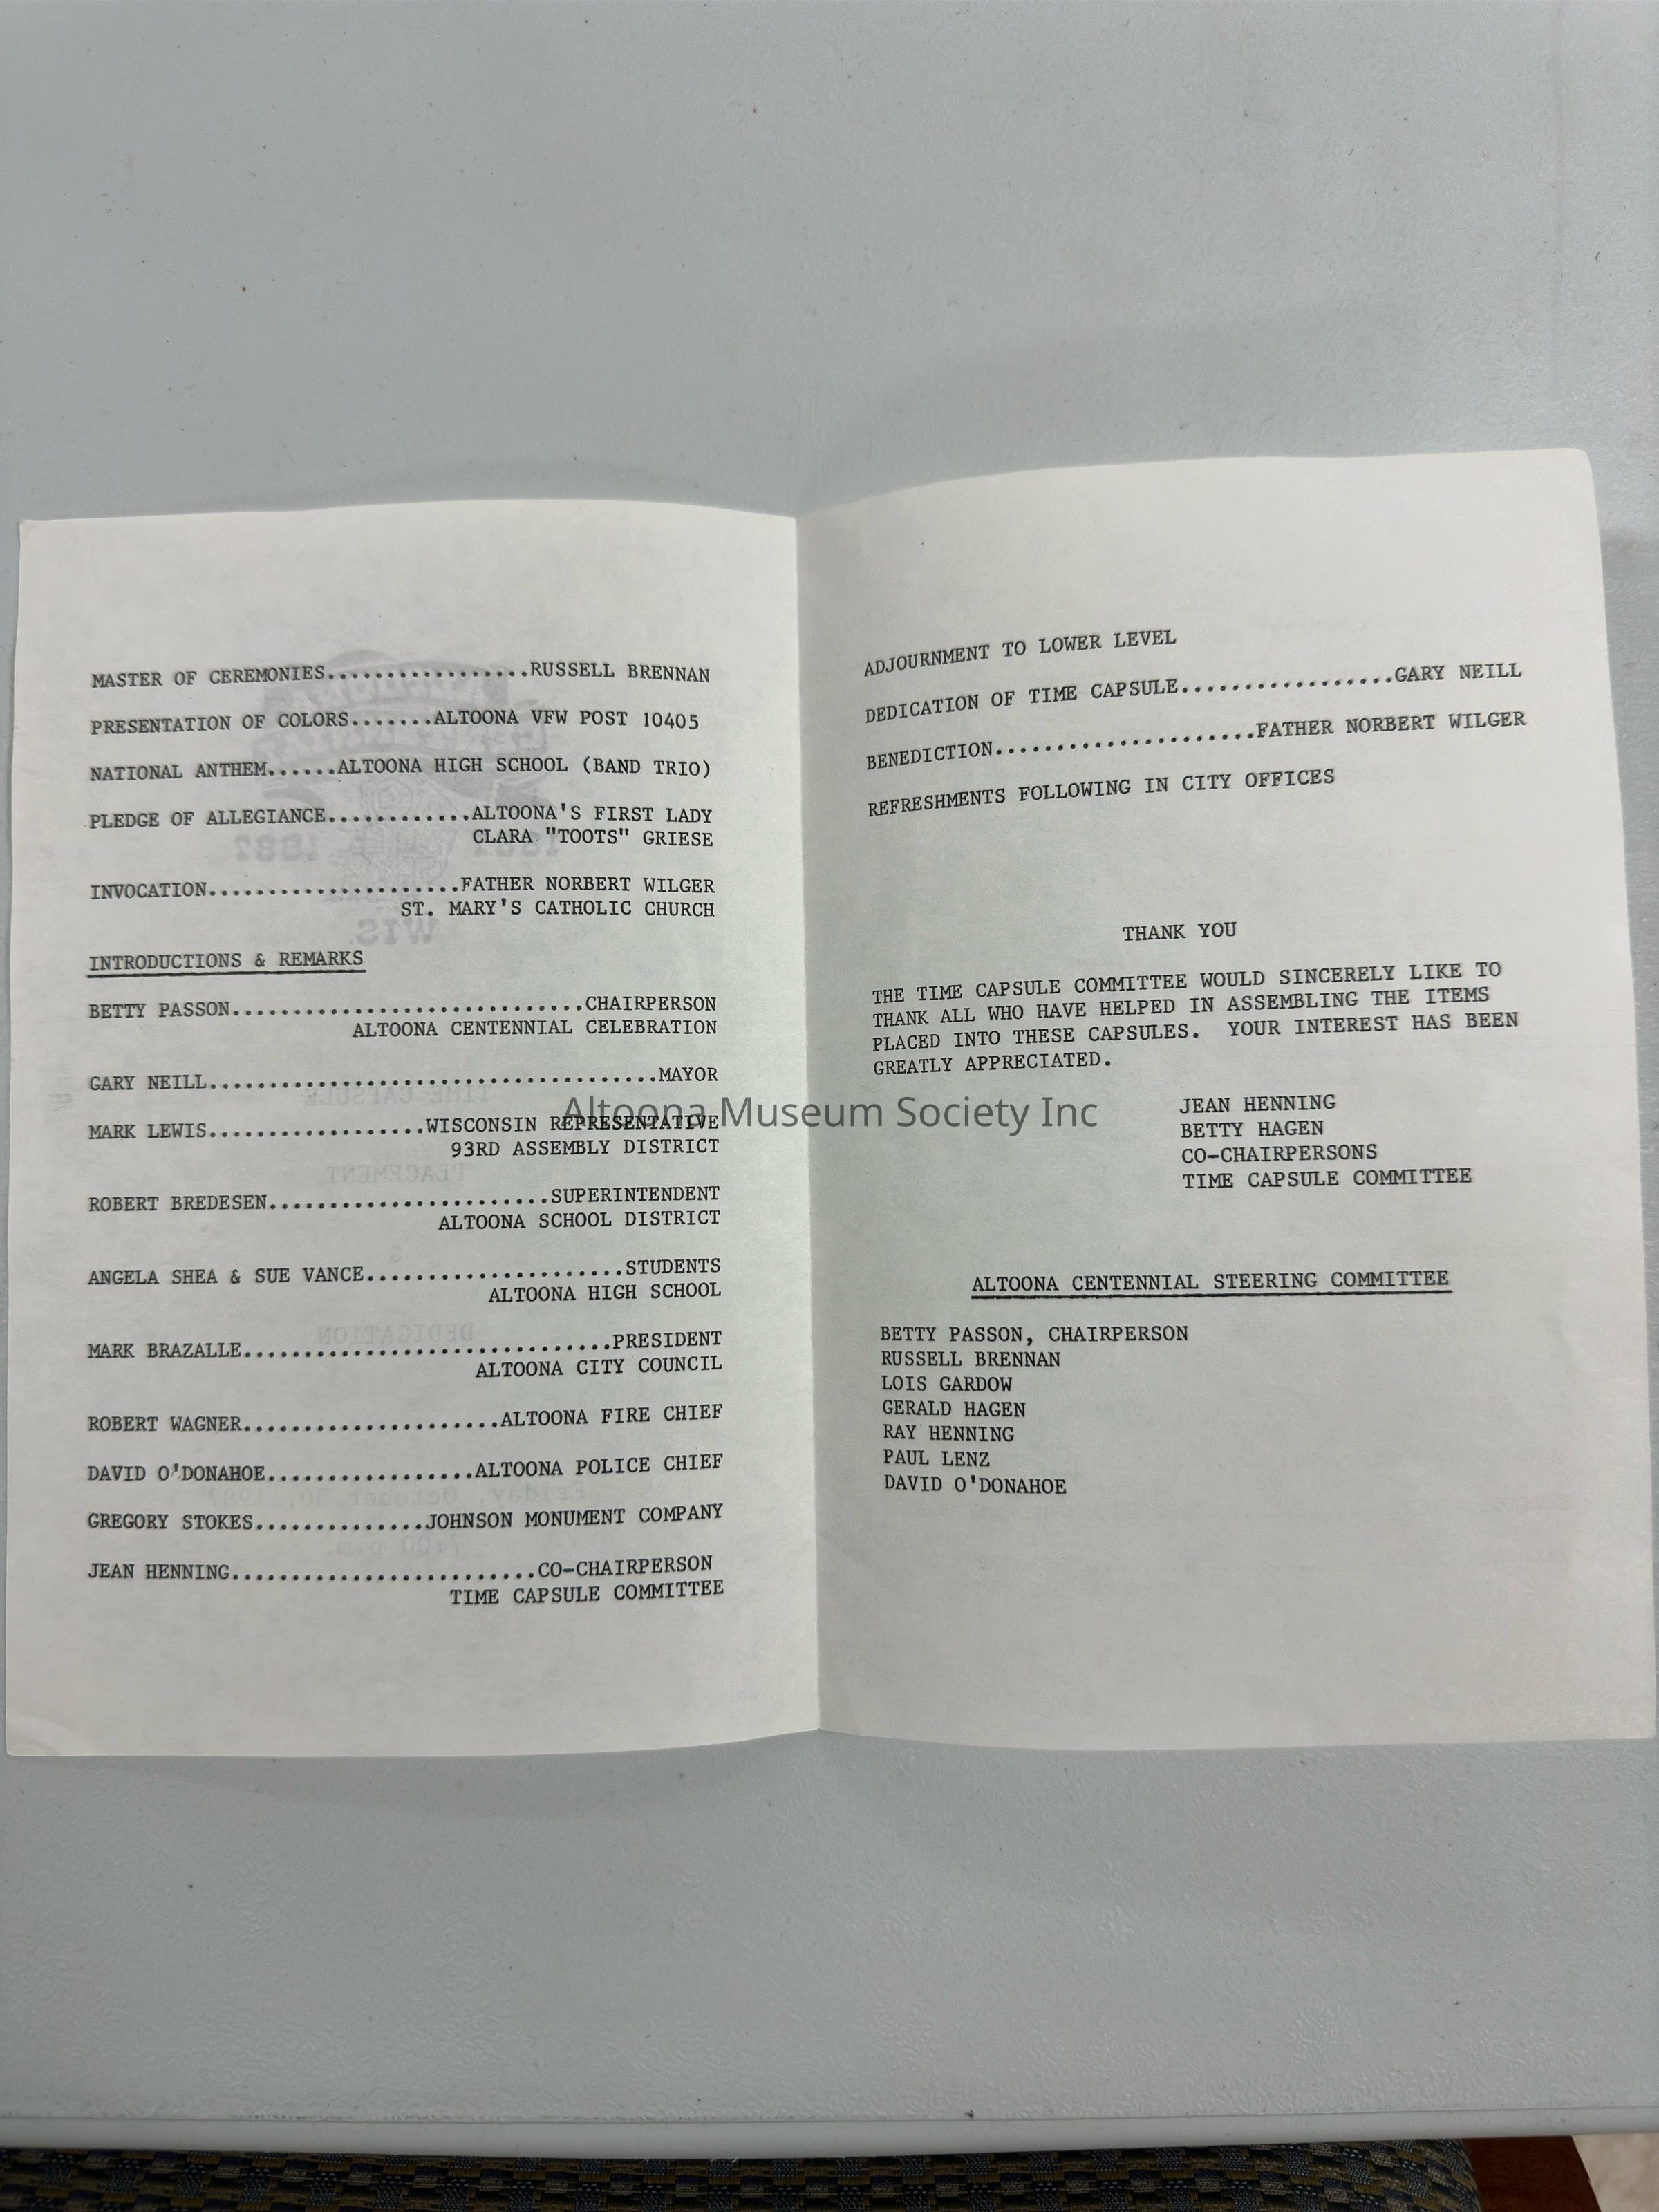 MASTER OF CEREMONIES.................RUSSELL BRENNAN
PRESENTATION OF COLORS.......ALTOONA VFW POST 10405
NATIONAL ANTHEM......ALTOONA HIGH SCHOOL (BAND TRIO)
PLEDGE OF ALLEGIANCE............ALTOONA'S FIRST LADY
CLARA "TOOTS" GRIESE
INVOCATION.....................FATHER NORBERT WILGER
ST. MARY'S CATHOLIC CHURCH
INTRODUCTIONS & REMARKS
BETTY PASSON.............................CHAIRPERSON
ALTOONA CENTENNIAL CELEBRATION
GARY NEILL.....................................MAYOR
MARK LEWIS..................WISCONSIN REPRESENTATIVE
93RD ASSEMBLY DISTRICT
ROBERT BREDESEN.......................SUPERINTENDENT
ALTOONA SCHOOL DISTRICT
ANGELA SHEA & SUE VANCE.....................STUDENTS
ALTOONA HIGH SCHOOL
MARK BRAZALLE..............................PRESIDENT
ALTOONA CITY COUNCIL
ROBERT WAGNER.....................ALTOONA FIRE CHIEF
DAVID O'DONAHOE.................ALTOONA POLICE CHIEF
GREGORY STOKES..............JOHNSON MONUMENT COMPANY
JEAN HENNING.........................CO-CHAIRPERSON
TIME CAPSULE COMMITTEE
ADJOURNMENT TO LOWER LEVEL
DEDICATION OF TIME CAPSULE.................GARY NEILL
BENEDICTION.....................FATHER NORBERT WILGER
REFRESHMENTS FOLLOWING IN CITY OFFICES
THANK YOU
THE TIME CAPSULE COMMITTEE WOULD SINCERELY LIKE TO
THANK ALL WHO HAVE HELPED IN ASSEMBLING THE ITEMS
PLACED INTO THESE CAPSULES. YOUR INTEREST HAS BEEN
GREATLY APPRECIATED.
JEAN HENNING
BETTY HAGEN
CO-CHAIRPERSONS
TIME CAPSULE COMMITTEE
ALTOONA CENTENNIAL STEERING COMMITTEE
BETTY PASSON, CHAIRPERSON
RUSSELL BRENNAN
LOIS GARDOW
GERALD HAGEN
RAY HENNING
PAUL LENZ
DAVID O'DONAHOE
Altoona Museum Society Inc